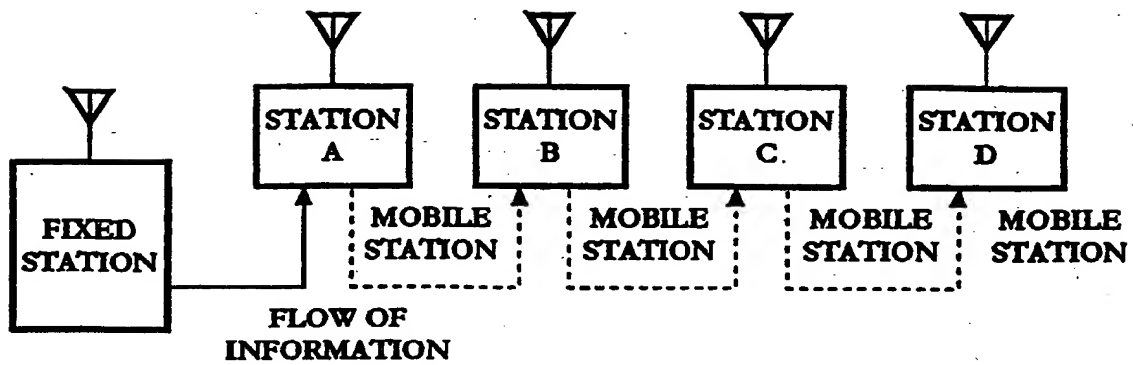 FIXED
STATION
STATION
A
STATION
B
STATION
C.
STATION
D
MOBILE
STATION
MOBILE
STATION
MOBILE
STATION
MOBILE
STATION
FLOW OF
INFORMATION